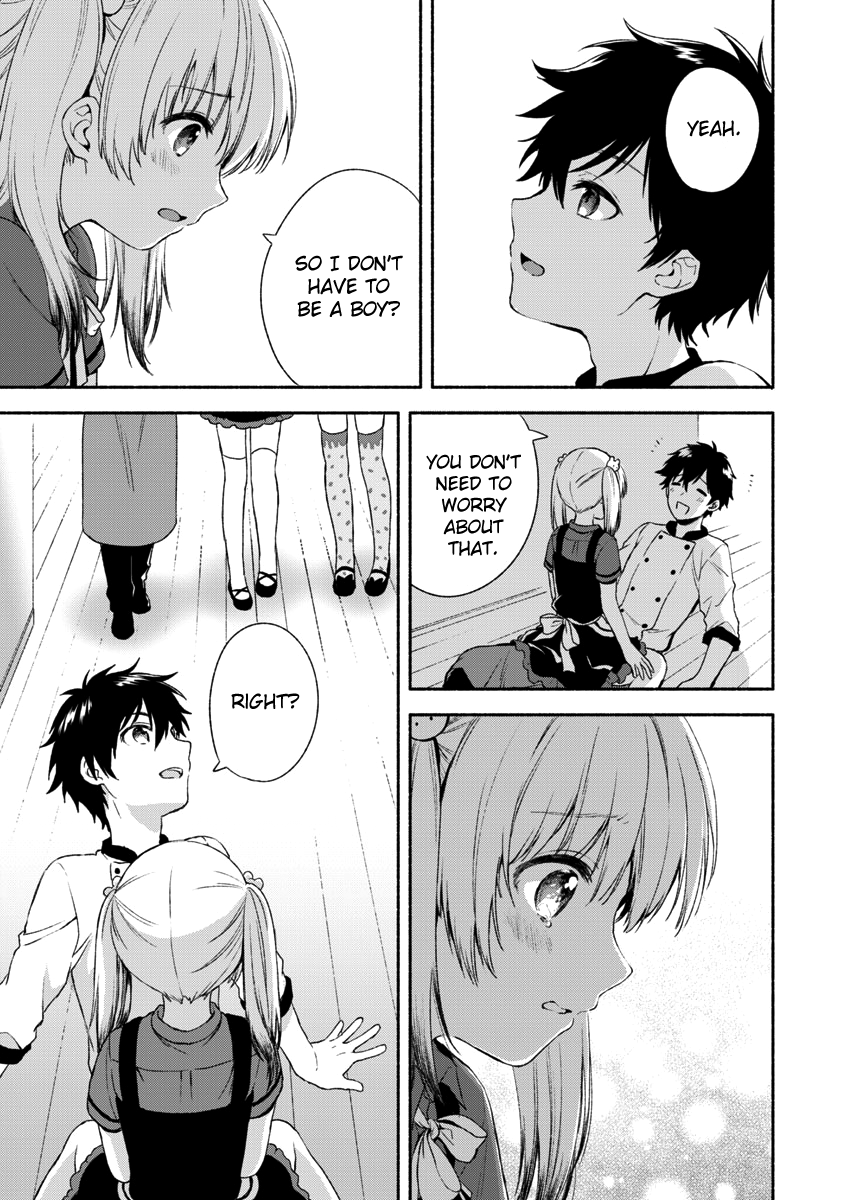 YEAH.
SO I DON'T
HAVE TO
BE A BOY?
YOU DON'T
NEED TO
WORRY
ABOUT
THAT.
RIGHT?